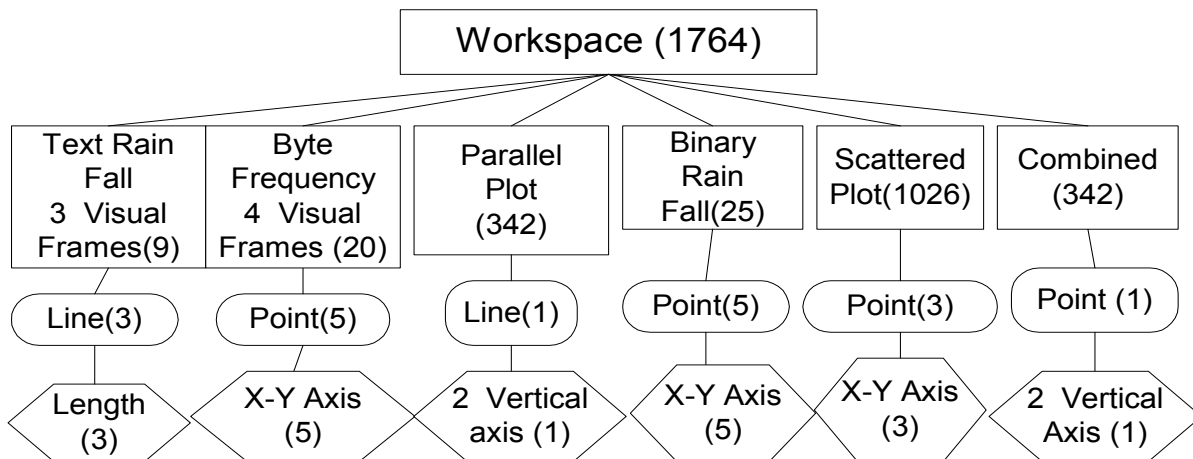 Workspace (1764)
Text Rain
Fall
3 Visual
Frames(9)
Byte
Frequency
4 Visual
Frames (20)
Parallel
Plot
(342)
Binary
Rain
Fall(25)
Scattered
Plot(1026)
Combined
(342)
Line(3)
Point(5)
Line(1)
Point(5)
Point(3)
Point (1)
Length
(3)
X-Y Axis
(5)
2 Vertical
axis (1)
X-Y Axis
(5)
X-Y Axis
(3)
2 Vertical
Axis (1)